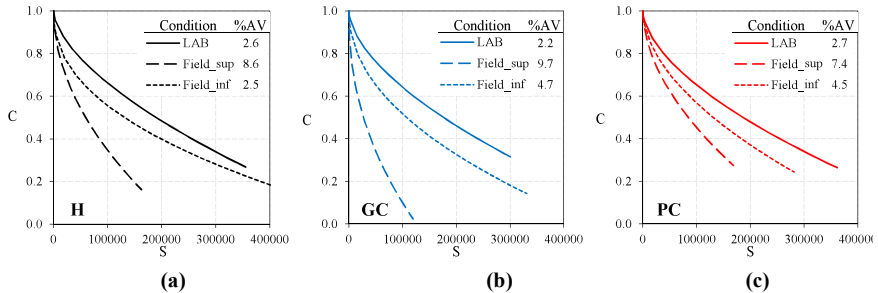 Condition %AV
LAB 2.6
Field_sup 8.6
Field_inf 2.5
1.0
0.8
0.6
0.4
0.2
0.0
C
H
0 100000 200000 300000 400000
S
(a)
Condition %AV
LAB 2.2
Field_sup 9.7
Field_inf 4.7
1.0
0.8
0.6
0.4
0.2
0.0
C
GC
0 100000 200000 300000 400000
S
(b)
Condition %AV
LAB 2.7
Field_sup 7.4
Field_inf 4.5
1.0
0.8
0.6
0.4
0.2
0.0
C
PC
0 100000 200000 300000 400000
S
(c)